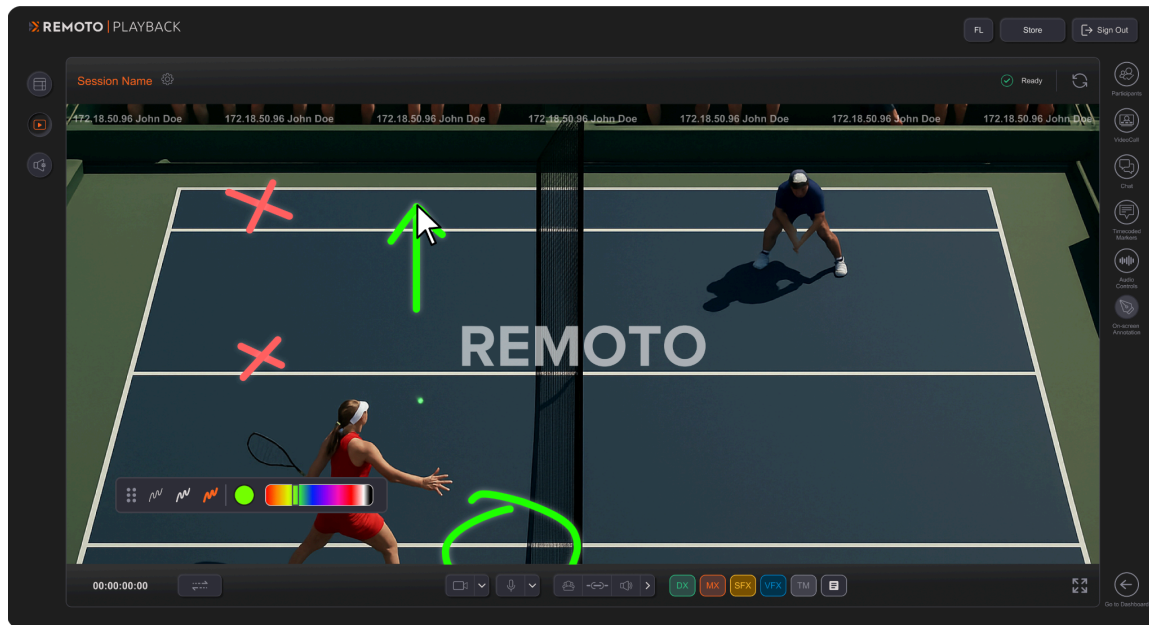 REMOTO | PLAYBACK
FL
Store
Sign Out
Session Name
Ready
172.18.50.96 John Doe 172.18.50.96 John Doe 172.18.50.96 John Doe 172.18.50.96 John Doe 172.18.50.96 John Doe 172.18.50.96 John Doe 172.18.50.96 John Doe
REMOTO
Participants
VideoCall
Chat
Timecoded
Markers
Audio
Controls
On-screen
Annotation
00:00:00:00
DX
MX
SFX
VFX
TM
Go to Dashboard